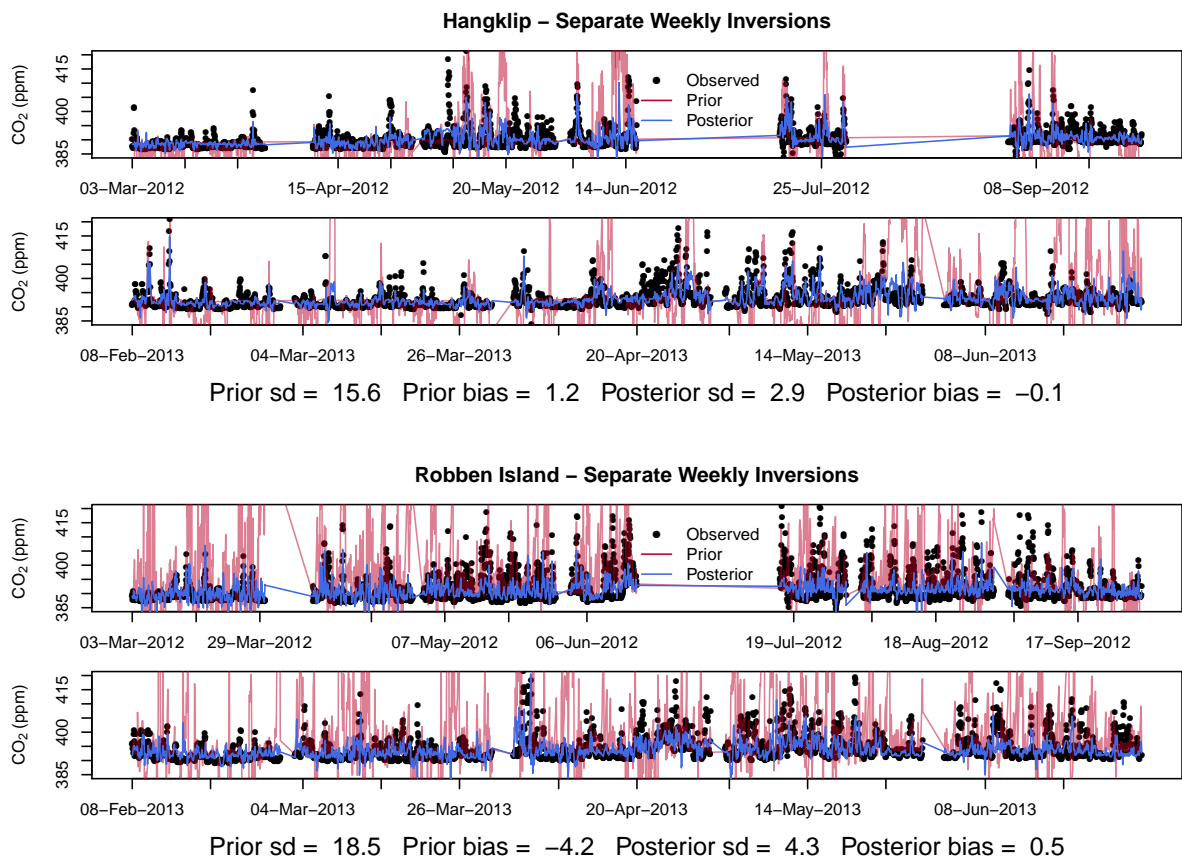 Hangklip – Separate Weekly Inversions
CO2 (ppm)
385 400 415
Observed
Prior
Posterior
03−Mar−2012 15−Apr−2012 20−May−2012 14−Jun−2012 25−Jul−2012 08−Sep−2012
CO2 (ppm)
385 400 415
08−Feb−2013 04−Mar−2013 26−Mar−2013 20−Apr−2013 14−May−2013 08−Jun−2013
Prior sd = 15.6 Prior bias = 1.2 Posterior sd = 2.9 Posterior bias = −0.1
Robben Island – Separate Weekly Inversions
CO2 (ppm)
385 400 415
Observed
Prior
Posterior
03−Mar−2012 29−Mar−2012 07−May−2012 06−Jun−2012 19−Jul−2012 18−Aug−2012 17−Sep−2012
CO2 (ppm)
385 400 415
08−Feb−2013 04−Mar−2013 26−Mar−2013 20−Apr−2013 14−May−2013 08−Jun−2013
Prior sd = 18.5 Prior bias = −4.2 Posterior sd = 4.3 Posterior bias = 0.5